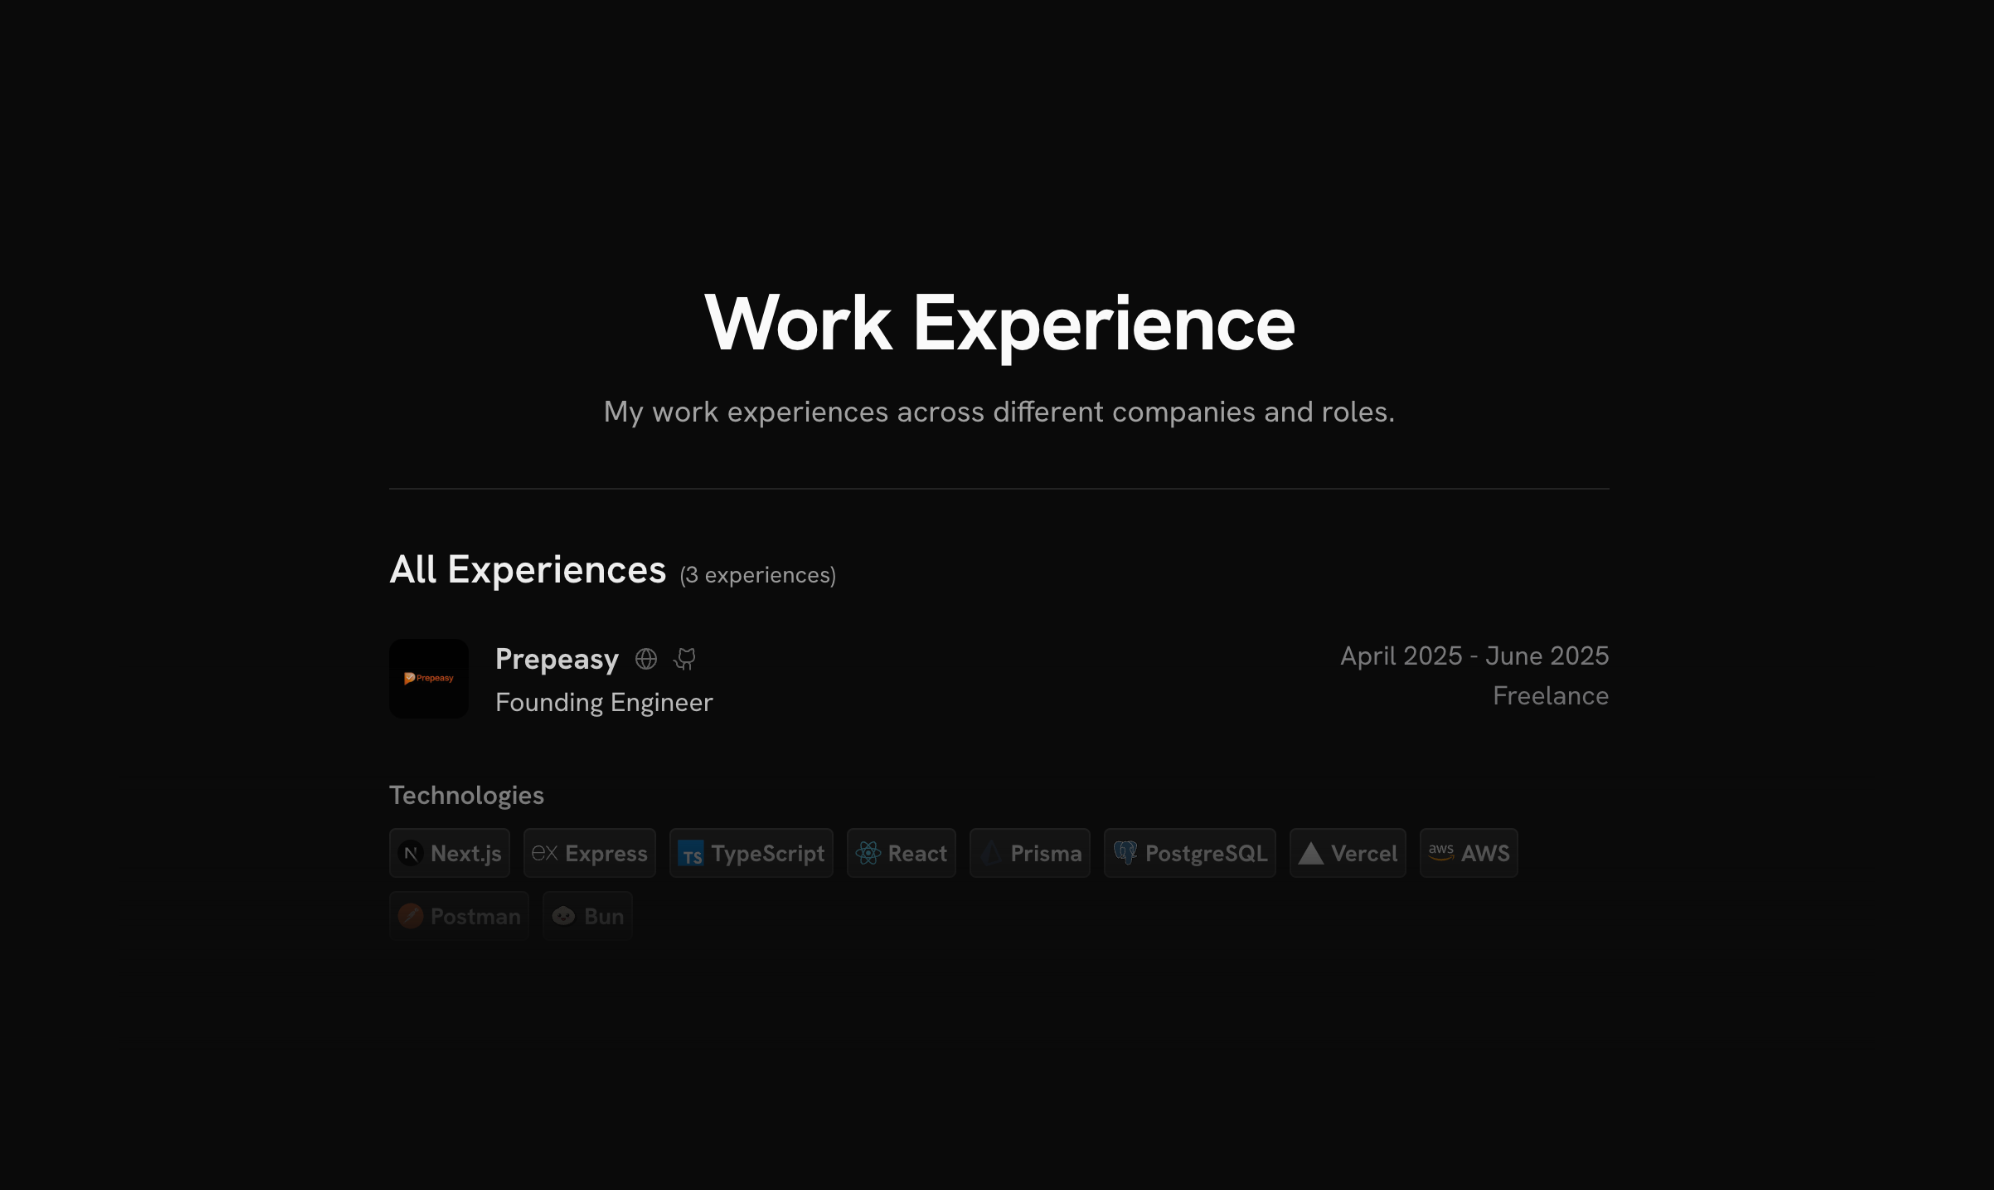 Work Experience
My work experiences across different companies and roles.
All Experiences (3 experiences)
Prepeasy
Prepeasy
April 2025 - June 2025
Founding Engineer
Freelance
Technologies
N Next.js ex Express TS TypeScript React Prisma PostgreSQL Vercel aws AWS
Postman Bun